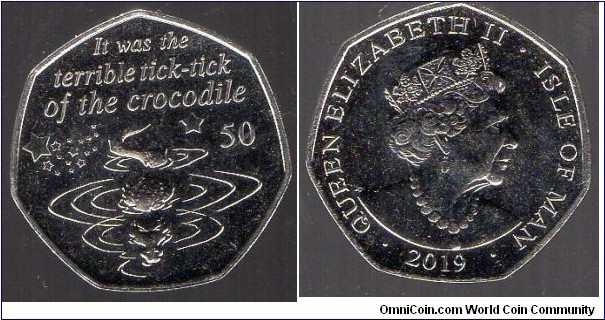 It was the
terrible tick-tick
of the crocodile
50
QUEEN ELIZABETH II · ISLE OF MAN ·
· 2019 ·
OmniCoin.com World Coin Community